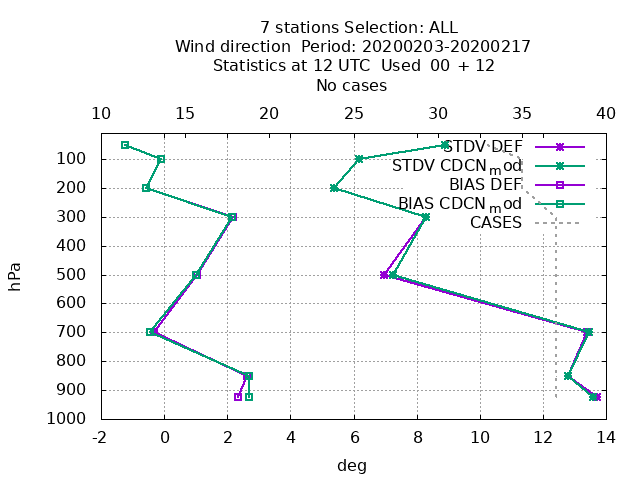 7 stations Selection: ALL
Wind direction  Period: 20200203-20200217
Statistics at 12 UTC  Used  00 + 12
No cases
10 15 20 25 30 35 40
STDV DEF
STDV CDCN_mod
BIAS DEF
BIAS CDCN_mod
CASES
100
200
300
400
500
600
700
800
900
1000
hPa
-2 0 2 4 6 8 10 12 14
deg